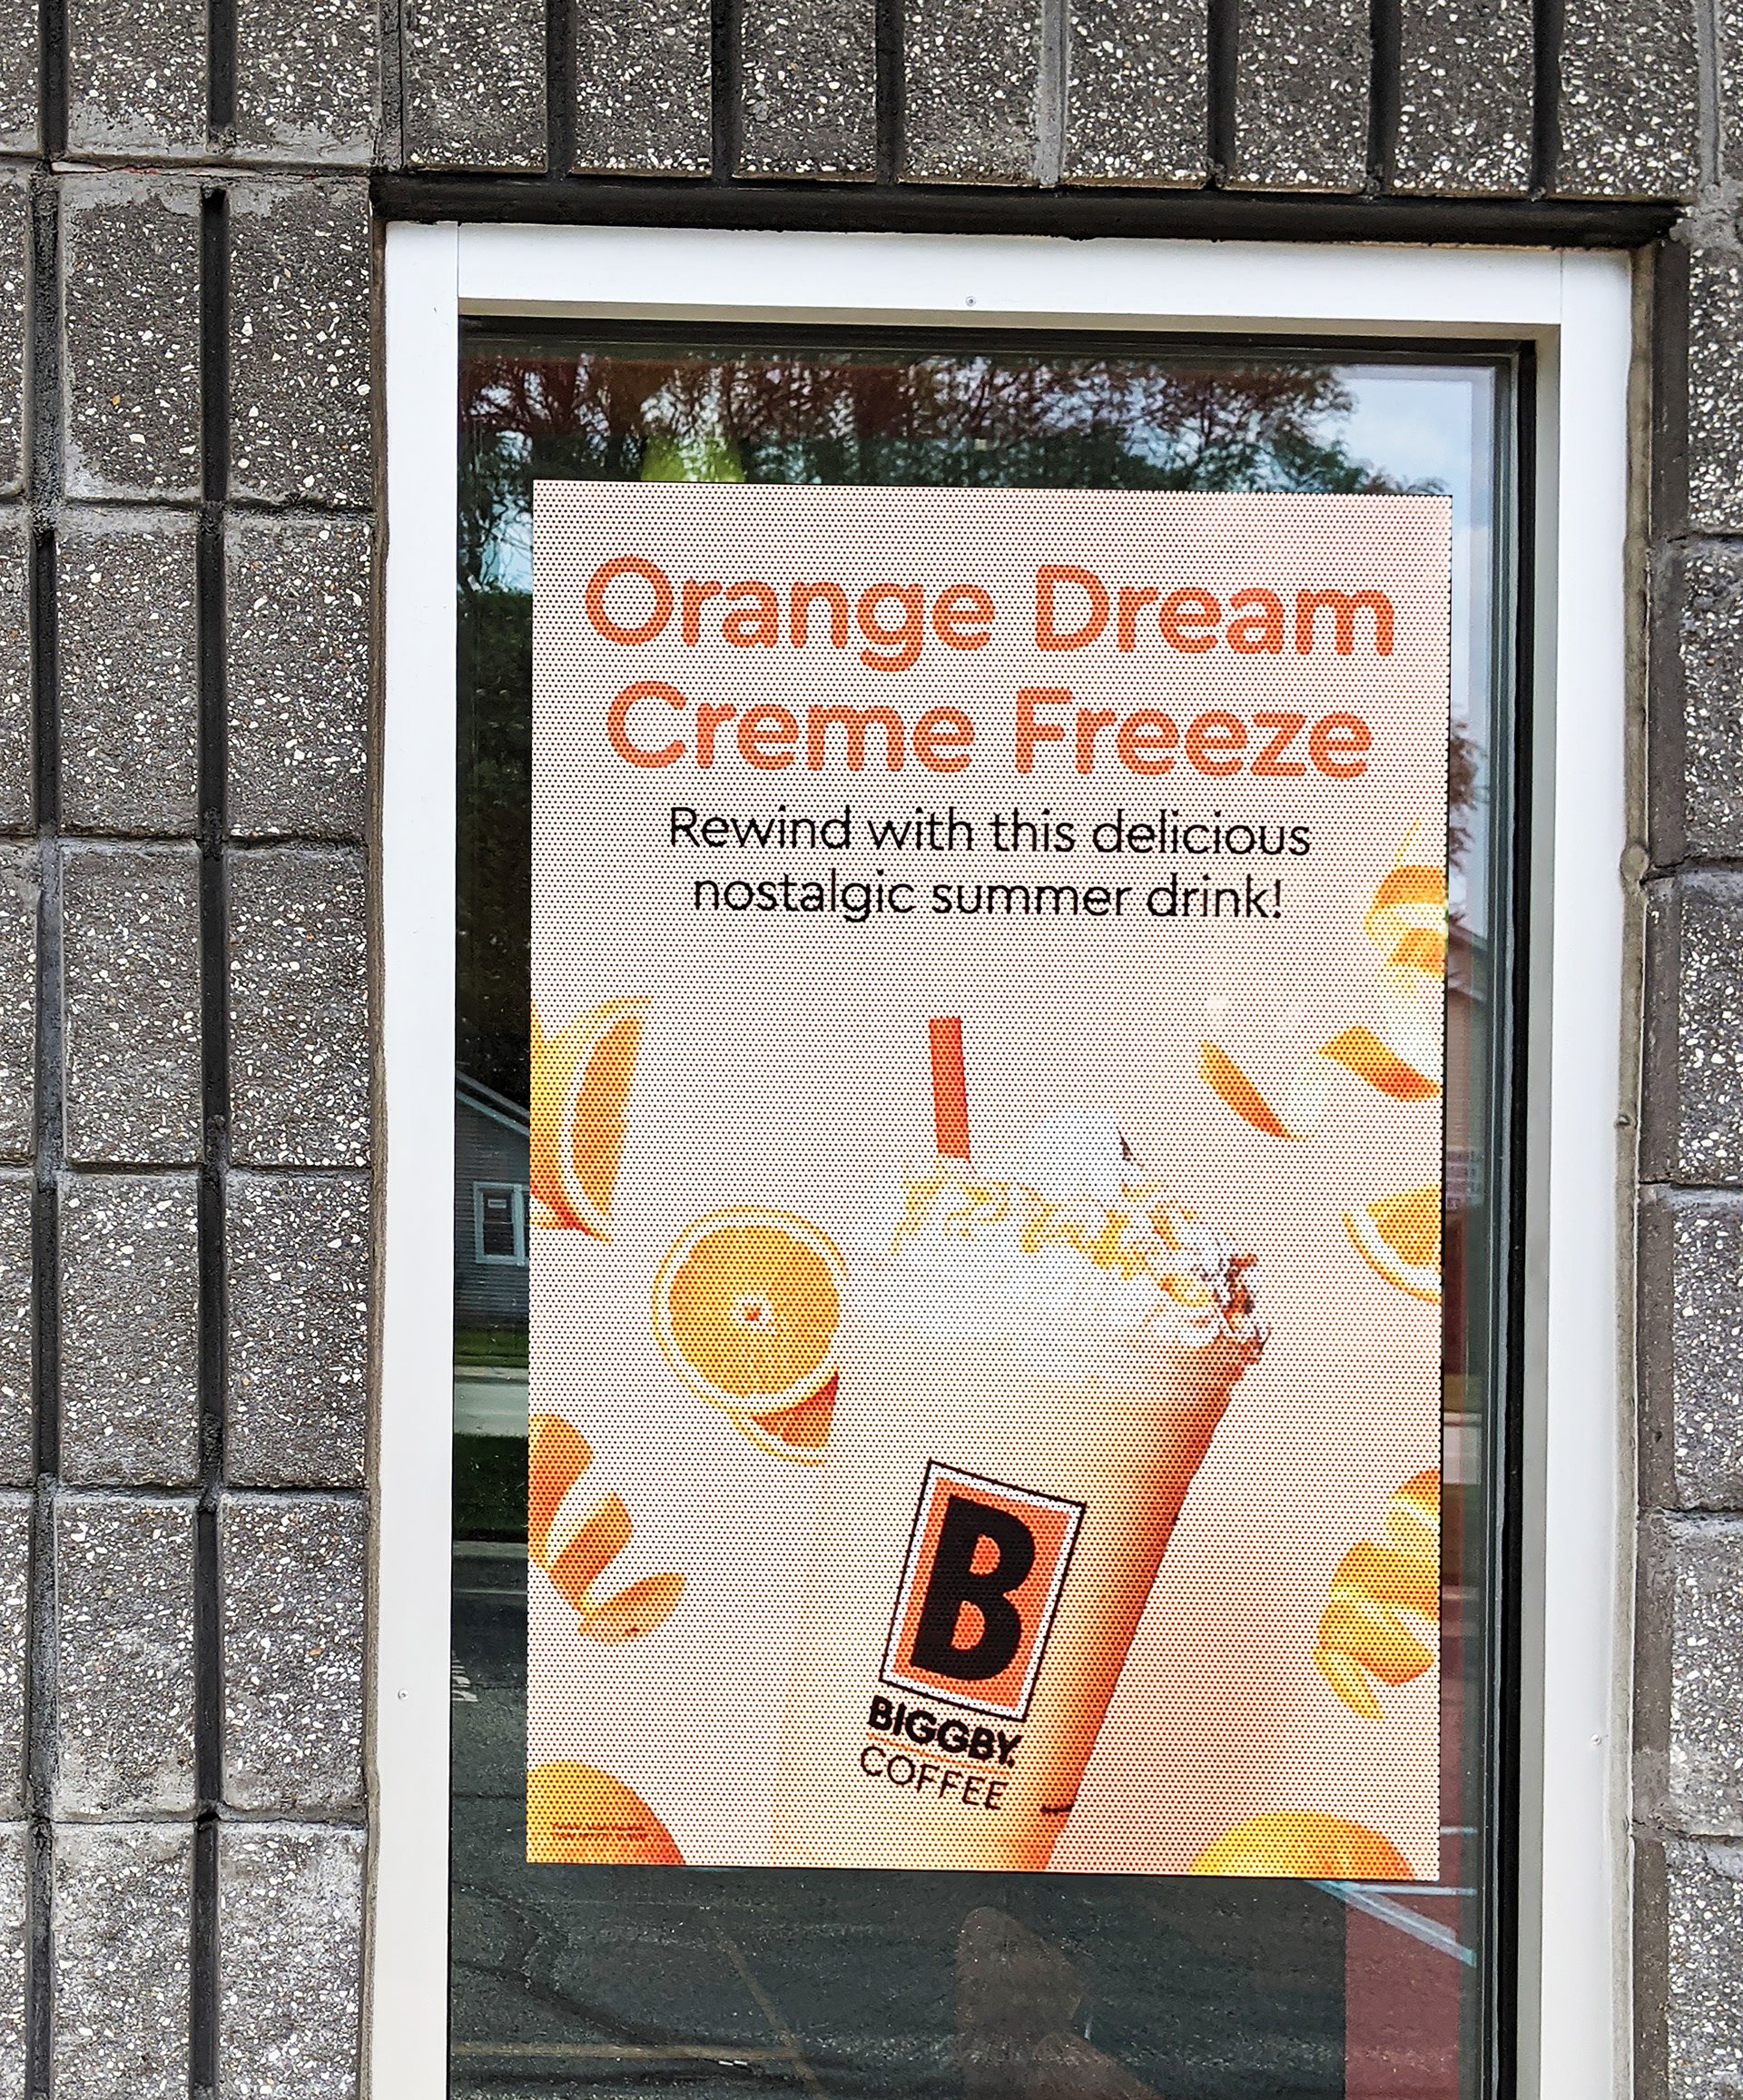 Orange Dream
Creme Freeze
Rewind with this delicious
nostalgic summer drink!
B
BIGGBY
COFFEE